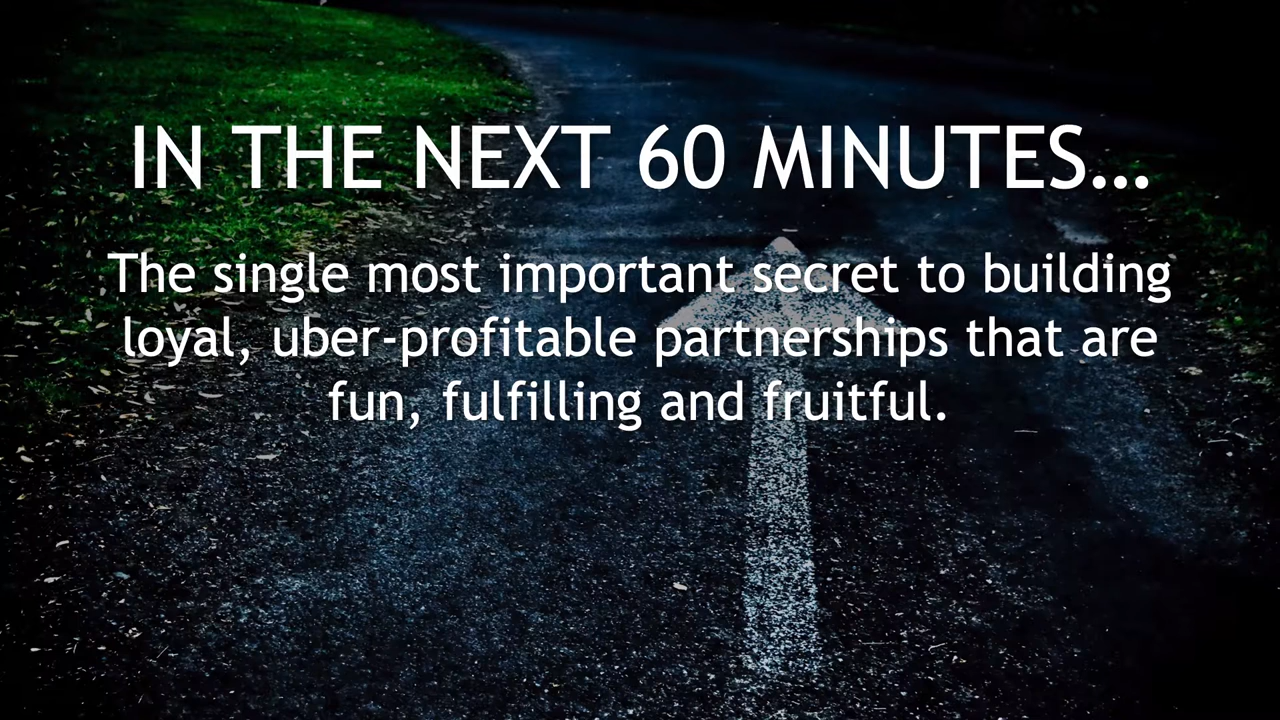 IN THE NEXT 60 MINUTES...
The single most important secret to building
loyal, uber-profitable partnerships that are
fun, fulfilling and fruitful.